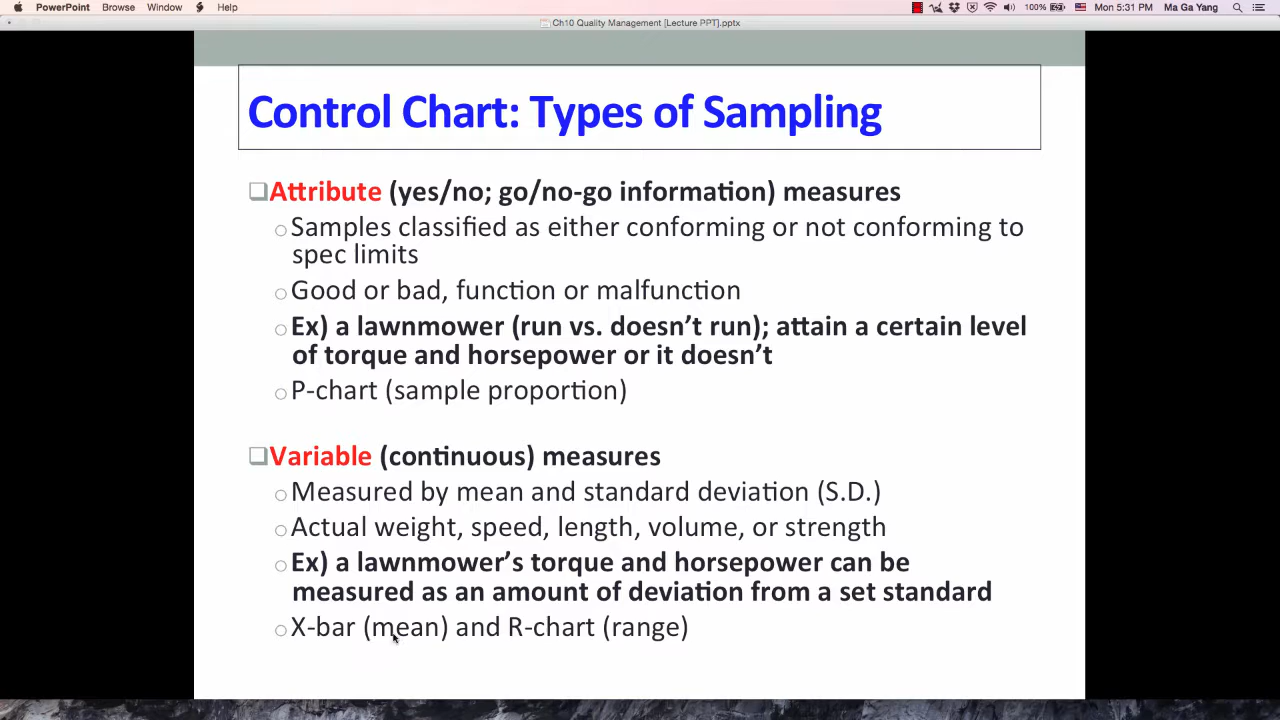 PowerPoint Browse Window Help 100% Mon 5:31 PM Ma Ga Yang
Ch10 Quality Management [Lecture PPT].pptx
Control Chart: Types of Sampling
Attribute (yes/no; go/no-go information) measures
Samples classified as either conforming or not conforming to
spec limits
Good or bad, function or malfunction
Ex) a lawnmower (run vs. doesn’t run); attain a certain level
of torque and horsepower or it doesn’t
P-chart (sample proportion)
Variable (continuous) measures
Measured by mean and standard deviation (S.D.)
Actual weight, speed, length, volume, or strength
Ex) a lawnmower’s torque and horsepower can be
measured as an amount of deviation from a set standard
X-bar (mean) and R-chart (range)